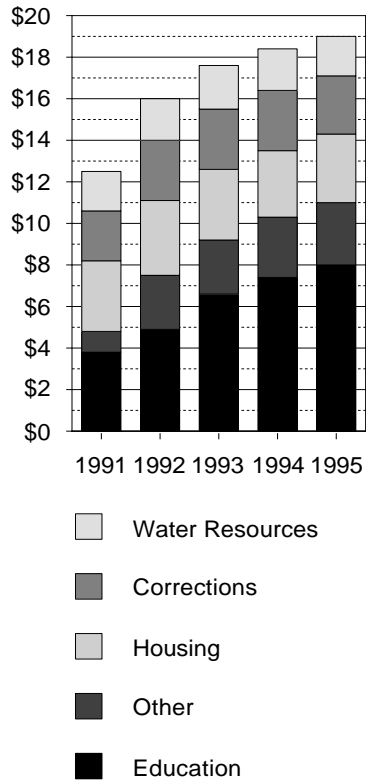 $20
$18
$16
$14
$12
$10
$8
$6
$4
$2
$0
1991 1992 1993 1994 1995
Water Resources
Corrections
Housing
Other
Education